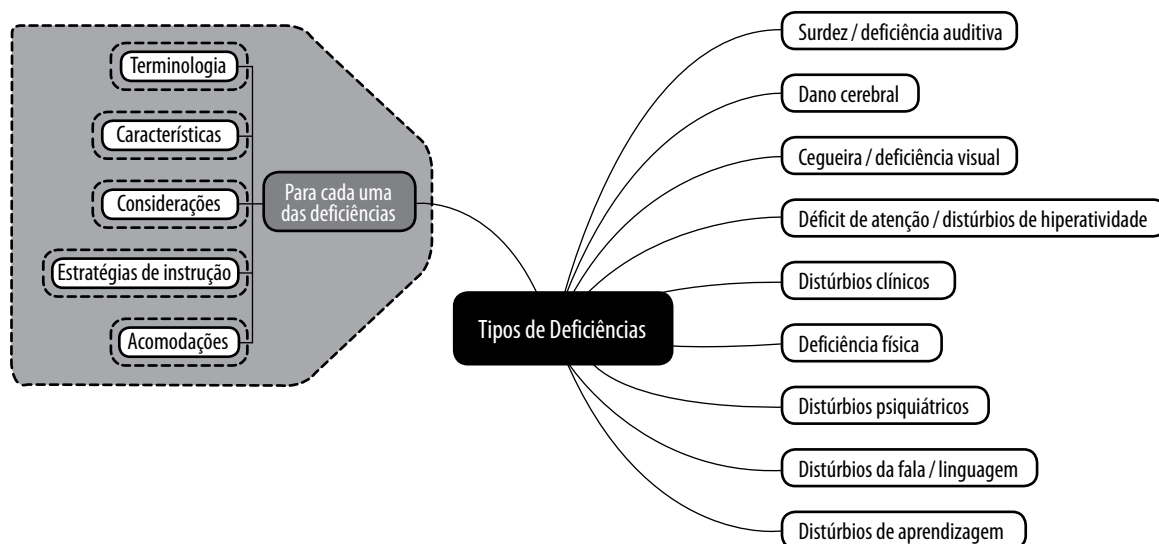 Terminologia
Características
Considerações
Estratégias de instrução
Acomodações
Para cada uma
das deficiências
Tipos de Deficiências
Surdez / deficiência auditiva
Dano cerebral
Cegueira / deficiência visual
Déficit de atenção / distúrbios de hiperatividade
Distúrbios clínicos
Deficiência física
Distúrbios psiquiátricos
Distúrbios da fala / linguagem
Distúrbios de aprendizagem